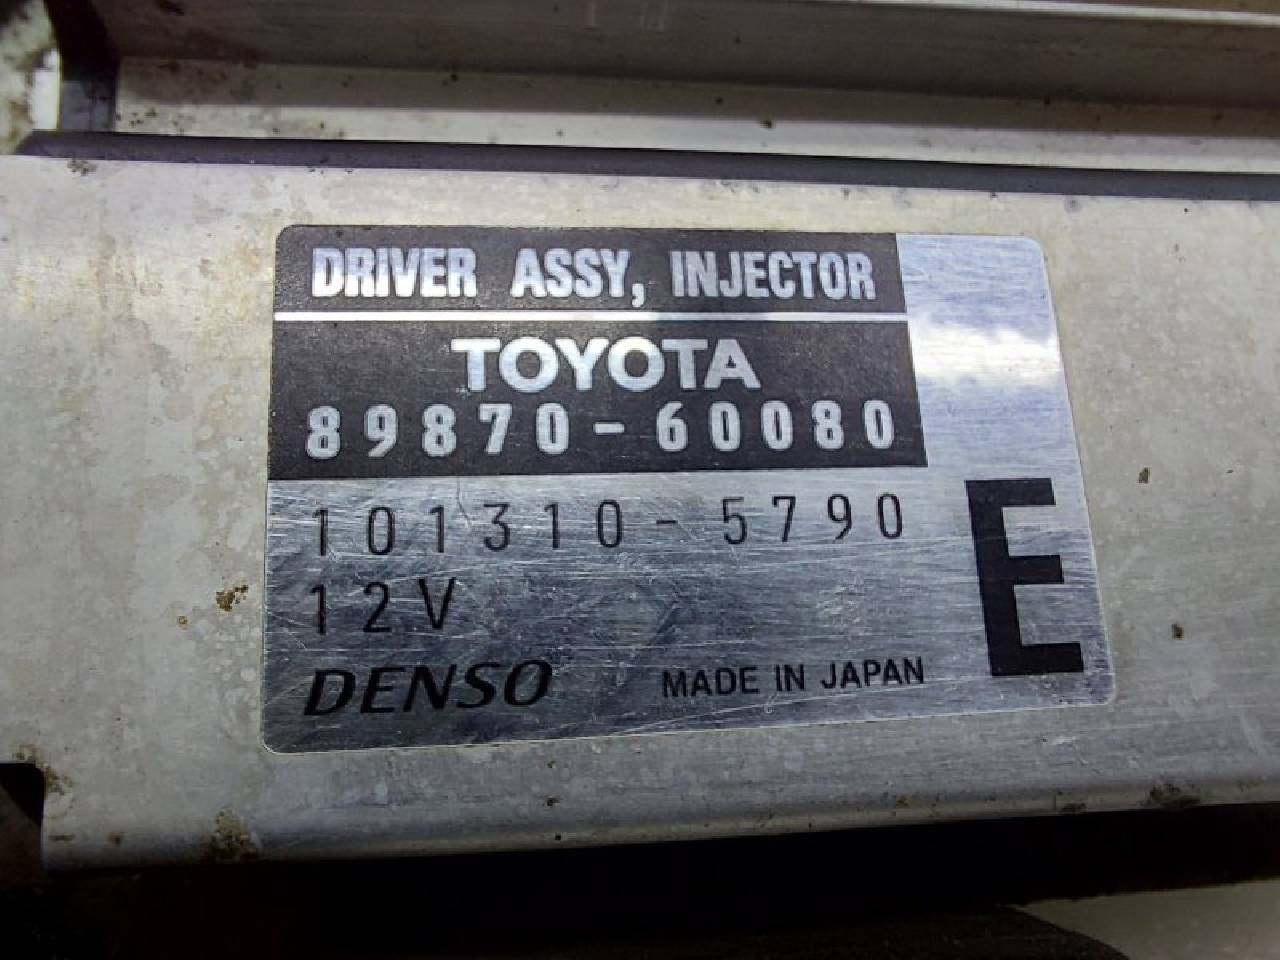 DRIVER ASSY, INJECTOR
TOYOTA
89870-60080
101310-5790
12V
E
DENSO MADE IN JAPAN